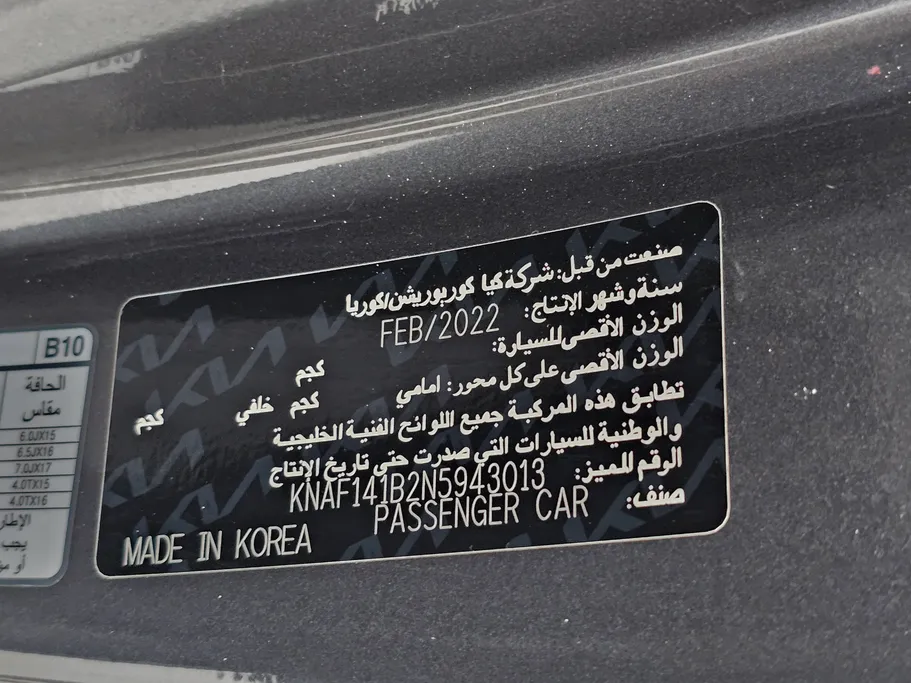 صنعت من قبل: شركة كيا كوربوريشن/كوريا
سنة وشهر الإنتاج: FEB/2022
الوزن الأقصى للسيارة: كجم
الوزن الأقصى على كل محور: امامي كجم خلفي كجم
تطابق هذه المركبة جميع اللوائح الفنية الخليجية
والوطنية للسيارات التي صدرت حتى تاريخ الإنتاج
الرقم المميز: KNAF141B2N5943013
صنف: PASSENGER CAR
MADE IN KOREA
B10
الحافة
مقاس
6.0JX15
6.5JX16
7.0JX17
4.0TX15
4.0TX16
الإطار
يجب